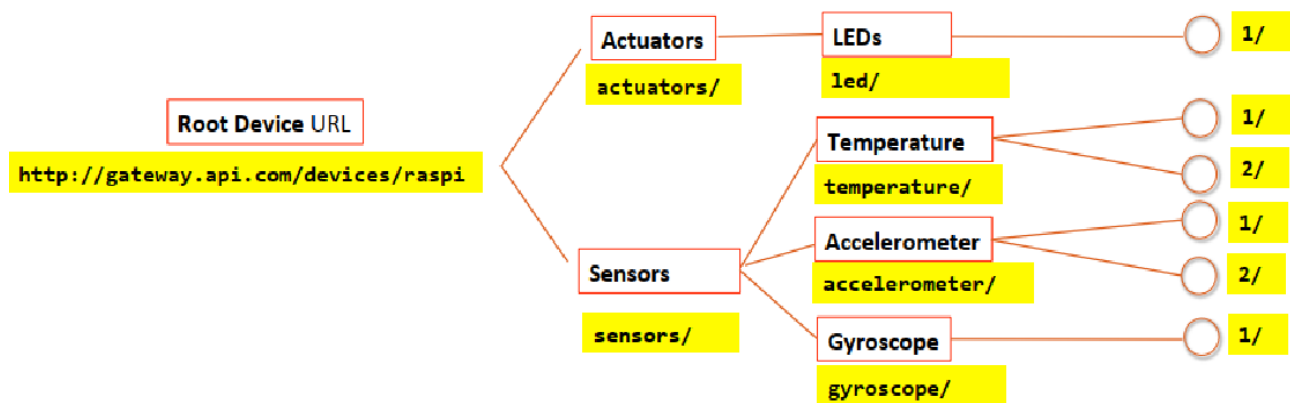 Actuators
actuators/
LEDs
led/
1/
Root Device URL
http://gateway.api.com/devices/raspi
Temperature
temperature/
1/
2/
Sensors
sensors/
Accelerometer
accelerometer/
1/
2/
Gyroscope
gyroscope/
1/